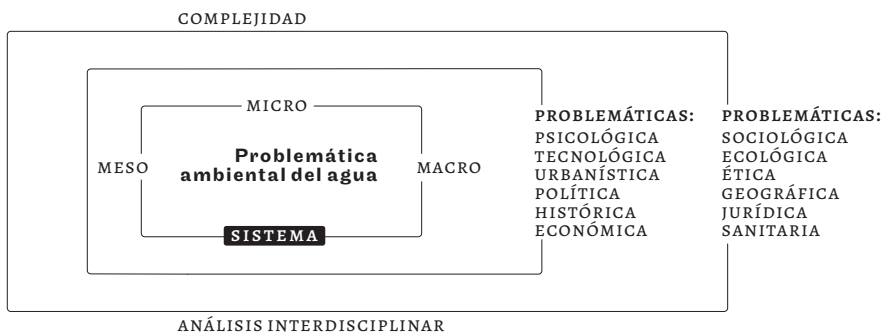 COMPLEJIDAD
MICRO
MESO
Problemática
ambiental del agua
MACRO
SISTEMA
PROBLEMÁTICAS:
PSICOLÓGICA
TECNOLÓGICA
URBANÍSTICA
POLÍTICA
HISTÓRICA
ECONÓMICA
PROBLEMÁTICAS:
SOCIOLÓGICA
ECOLÓGICA
ÉTICA
GEOGRÁFICA
JURÍDICA
SANITARIA
ANÁLISIS INTERDISCIPLINAR